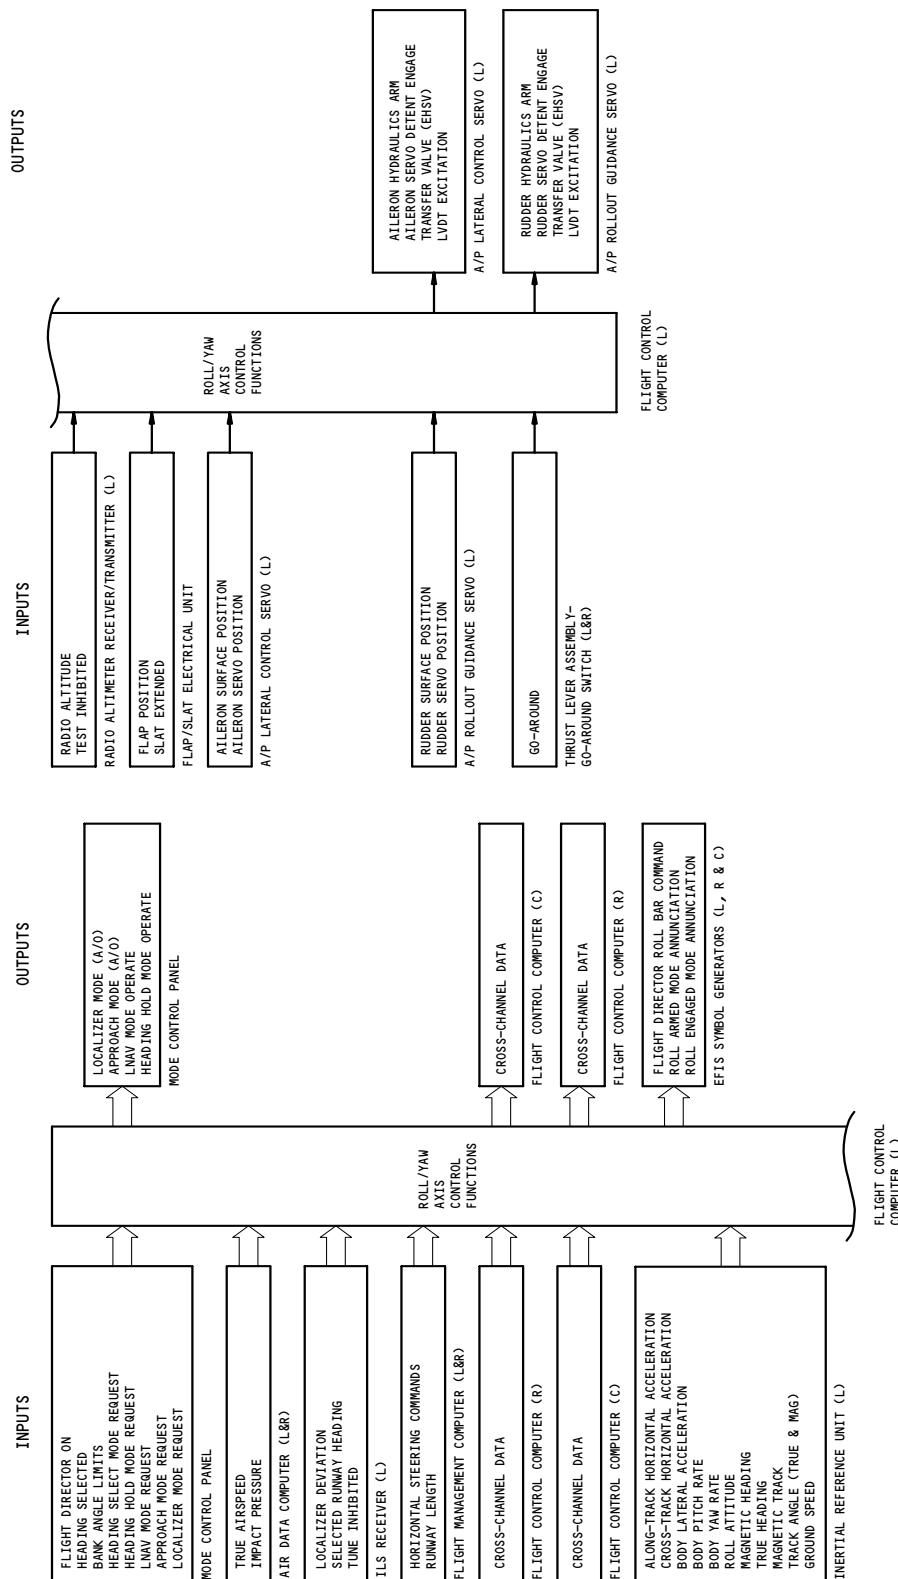 INPUTS
OUTPUTS
FLIGHT DIRECTOR ON
HEADING SELECTED
BANK ANGLE LIMITS
HEADING SELECT MODE REQUEST
HEADING HOLD MODE REQUEST
LNAV MODE REQUEST
APPROACH MODE REQUEST
LOCALIZER MODE REQUEST
MODE CONTROL PANEL
TRUE AIRSPEED
IMPACT PRESSURE
AIR DATA COMPUTER (L&R)
LOCALIZER DEVIATION
SELECTED RUNWAY HEADING
TUNE INHIBITED
ILS RECEIVER (L)
HORIZONTAL STEERING COMMANDS
RUNWAY LENGTH
FLIGHT MANAGEMENT COMPUTER (L&R)
CROSS-CHANNEL DATA
FLIGHT CONTROL COMPUTER (R)
CROSS-CHANNEL DATA
FLIGHT CONTROL COMPUTER (C)
ALONG-TRACK HORIZONTAL ACCELERATION
CROSS-TRACK HORIZONTAL ACCELERATION
BODY LATERAL ACCELERATION
BODY PITCH RATE
BODY YAW RATE
ROLL ATTITUDE
MAGNETIC HEADING
TRUE HEADING
MAGNETIC TRACK
TRACK ANGLE (TRUE & MAG)
GROUND SPEED
INERTIAL REFERENCE UNIT (L)
ROLL/YAW
AXIS
CONTROL
FUNCTIONS
FLIGHT CONTROL
COMPUTER (L)
LOCALIZER MODE (A/O)
APPROACH MODE (A/O)
LNAV MODE OPERATE
HEADING HOLD MODE OPERATE
MODE CONTROL PANEL
CROSS-CHANNEL DATA
FLIGHT CONTROL COMPUTER (C)
CROSS-CHANNEL DATA
FLIGHT CONTROL COMPUTER (R)
FLIGHT DIRECTOR ROLL BAR COMMAND
ROLL ARMED MODE ANNUNCIATION
ROLL ENGAGED MODE ANNUNCIATION
EFIS SYMBOL GENERATORS (L, R & C)
INPUTS
OUTPUTS
RADIO ALTITUDE
TEST INHIBITED
RADIO ALTIMETER RECEIVER/TRANSMITTER (L)
FLAP POSITION
SLAT EXTENDED
FLAP/SLAT ELECTRICAL UNIT
AILERON SURFACE POSITION
AILERON SERVO POSITION
A/P LATERAL CONTROL SERVO (L)
RUDDER SURFACE POSITION
RUDDER SERVO POSITION
A/P ROLLOUT GUIDANCE SERVO (L)
GO-AROUND
THRUST LEVER ASSEMBLY-
GO-AROUND SWITCH (L&R)
ROLL/YAW
AXIS
CONTROL
FUNCTIONS
FLIGHT CONTROL
COMPUTER (L)
AILERON HYDRAULICS ARM
AILERON SERVO DETENT ENGAGE
TRANSFER VALVE (EHSV)
LVDT EXCITATION
A/P LATERAL CONTROL SERVO (L)
RUDDER HYDRAULICS ARM
RUDDER SERVO DETENT ENGAGE
TRANSFER VALVE (EHSV)
LVDT EXCITATION
A/P ROLLOUT GUIDANCE SERVO (L)